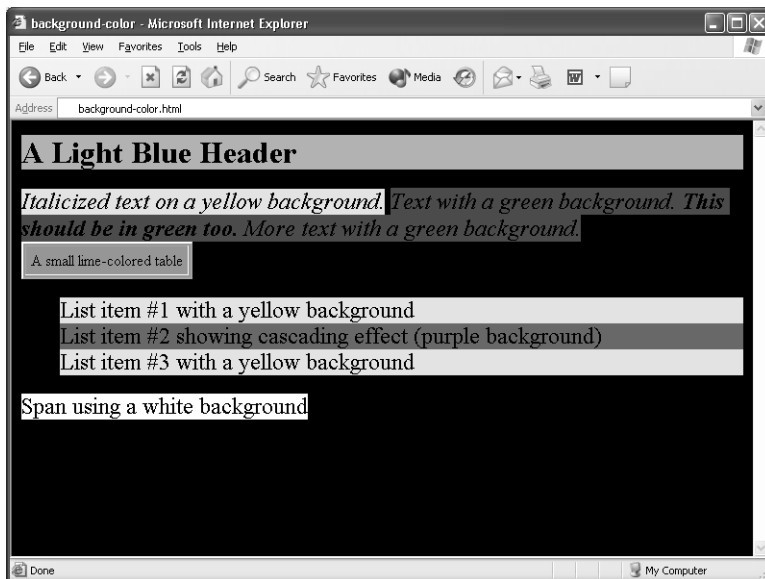 background-color - Microsoft Internet Explorer
File Edit View Favorites Tools Help
Back Search Favorites Media
Address background-color.html
A Light Blue Header
Italicized text on a yellow background. Text with a green background. This
should be in green too. More text with a green background.
A small lime-colored table
List item #1 with a yellow background
List item #2 showing cascading effect (purple background)
List item #3 with a yellow background
Span using a white background
Done My Computer